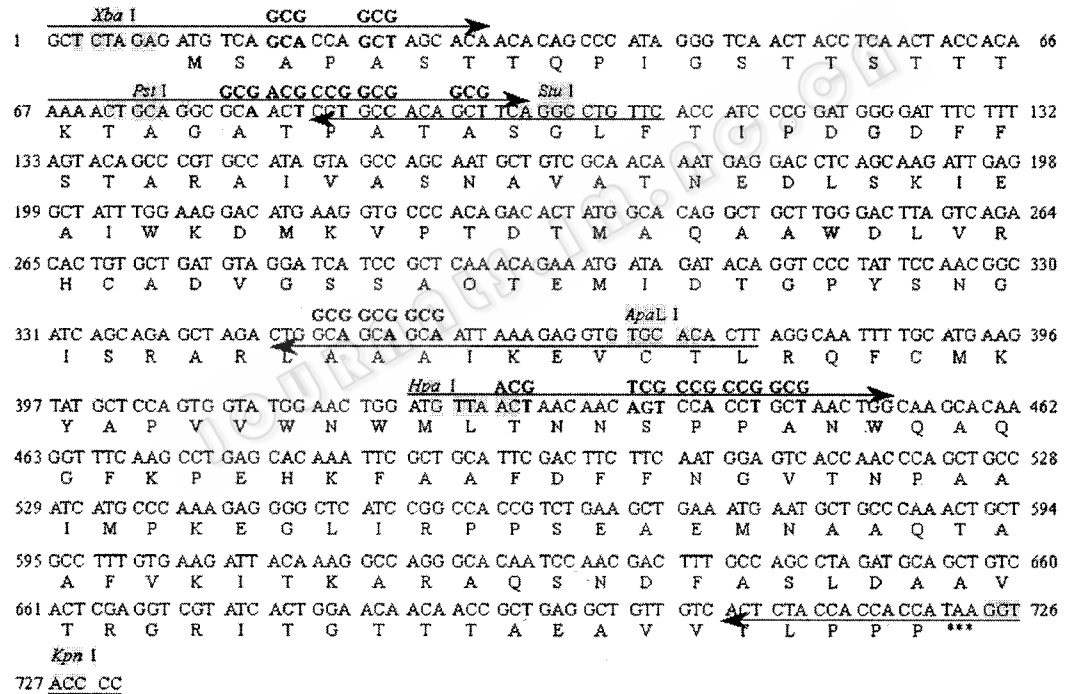 Xba I GCG GCG
1 GCT CTA GAG ATG TCA GCA CCA GCT AGC ACA ACA CAG CCC ATA GGG TCA ACT ACC TCA ACT ACC ACA 66
M S A P A S T T Q P I G S T T S T T T
Pst I GCG ACG CCG GCG GCG Stu I
67 AAA ACT GCA GGC GCA ACT CGT GCC ACA GCT TCA GGC CTG TTC ACC ATC CCG GAT GGG GAT TTC TTT 132
K T A G A T P A T A S G L F T I P D G D F F
133 AGT ACA GCC CGT GCC ATA GTA GCC AGC AAT GCT GTC GCA ACA AAT GAG GAC CTC AGC AAG ATT GAG 198
S T A R A I V A S N A V A T N E D L S K I E
199 GCT ATT TGG AAG GAC ATG AAG GTG CCC ACA GAC ACT ATG GCA CAG GCT GCT TGG GAC TTA GTC AGA 264
A I W K D M K V P T D T M A Q A A W D L V R
265 CAC TGT GCT GAT GTA GGA TCA TCC GCT CAA ACA GAA ATG ATA GAT ACA GGT CCC TAT TCC AAC GGC 330
H C A D V G S S A O T E M I D T G P Y S N G
GCG GCG GCG ApaL I
331 ATC AGC AGA GCT AGA CTG GCA GCA GCA ATT AAA GAG GTG TGC ACA CTT AGG CAA TTT TGC ATG AAG 396
I S R A R L A A A I K E V C T L R Q F C M K
Hpa I ACG TCG CCG CCG GCG
397 TAT GCT CCA GTG GTA TGG AAC TGG ATG TTA ACT AAC AAC AGT CCA CCT GCT AAC TGG CAA GCA CAA 462
Y A P V V W N W M L T N N S P P A N W Q A Q
463 GGT TTC AAG CCT GAG CAC AAA TTC GCT GCA TTC GAC TTC TTC AAT GGA GTC ACC AAC CCA GCT GCC 528
G F K P E H K F A A F D F F N G V T N P A A
529 ATC ATG CCC AAA GAG GGG CTC ATC CGG CCA CCG TCT GAA GCT GAA ATG AAT GCT GCC CAA ACT GCT 594
I M P K E G L I R P P S E A E M N A A Q T A
595 GCC TTT GTG AAG ATT ACA AAG GCC AGG GCA CAA TCC AAC GAC TTT GCC AGC CTA GAT GCA GCT GTC 660
A F V K I T K A R A Q S N D F A S L D A A V
661 ACT CGA GGT CGT ATC ACT GGA ACA ACA ACC GCT GAG GCT GTT GTC ACT CTA CCA CCA CCA TAA GGT 726
T R G R I T G T T T A E A V V T L P P P ***
Kpn I
727 ACC CC
JOURNALS.IM.AC.CN